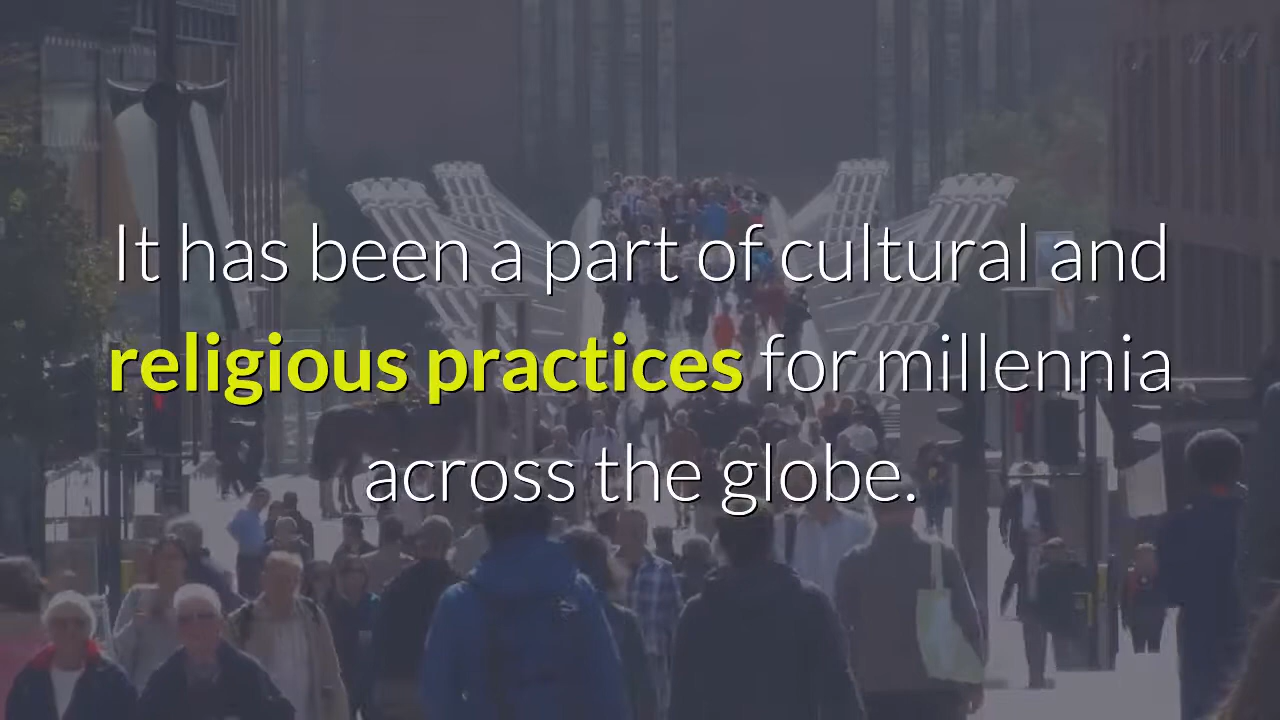 It has been a part of cultural and
religious practices for millennia
across the globe.